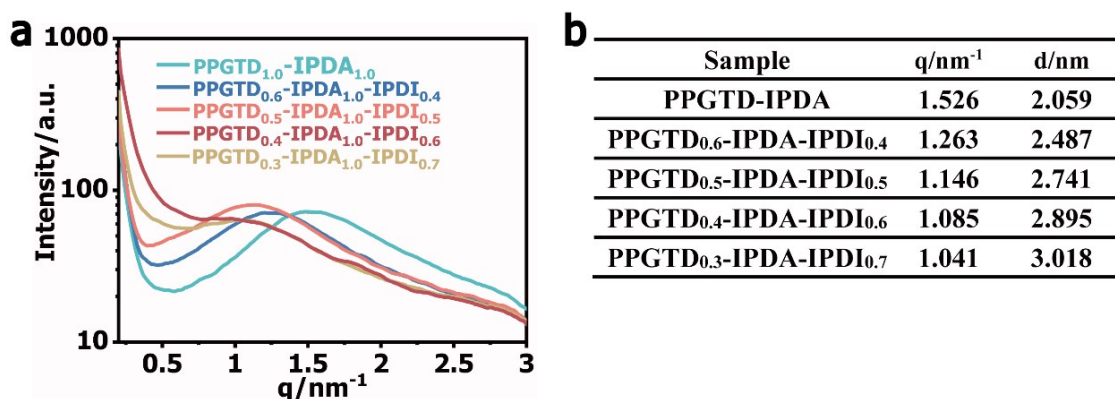 a
1000
100
10
Intensity/a.u.
PPGTD1.0-IPDA1.0
PPGTD0.6-IPDA1.0-IPDI0.4
PPGTD0.5-IPDA1.0-IPDI0.5
PPGTD0.4-IPDA1.0-IPDI0.6
PPGTD0.3-IPDA1.0-IPDI0.7
0.5 1 1.5 2 2.5 3
q/nm-1
b
Sample q/nm-1 d/nm
PPGTD-IPDA 1.526 2.059
PPGTD0.6-IPDA-IPDI0.4 1.263 2.487
PPGTD0.5-IPDA-IPDI0.5 1.146 2.741
PPGTD0.4-IPDA-IPDI0.6 1.085 2.895
PPGTD0.3-IPDA-IPDI0.7 1.041 3.018